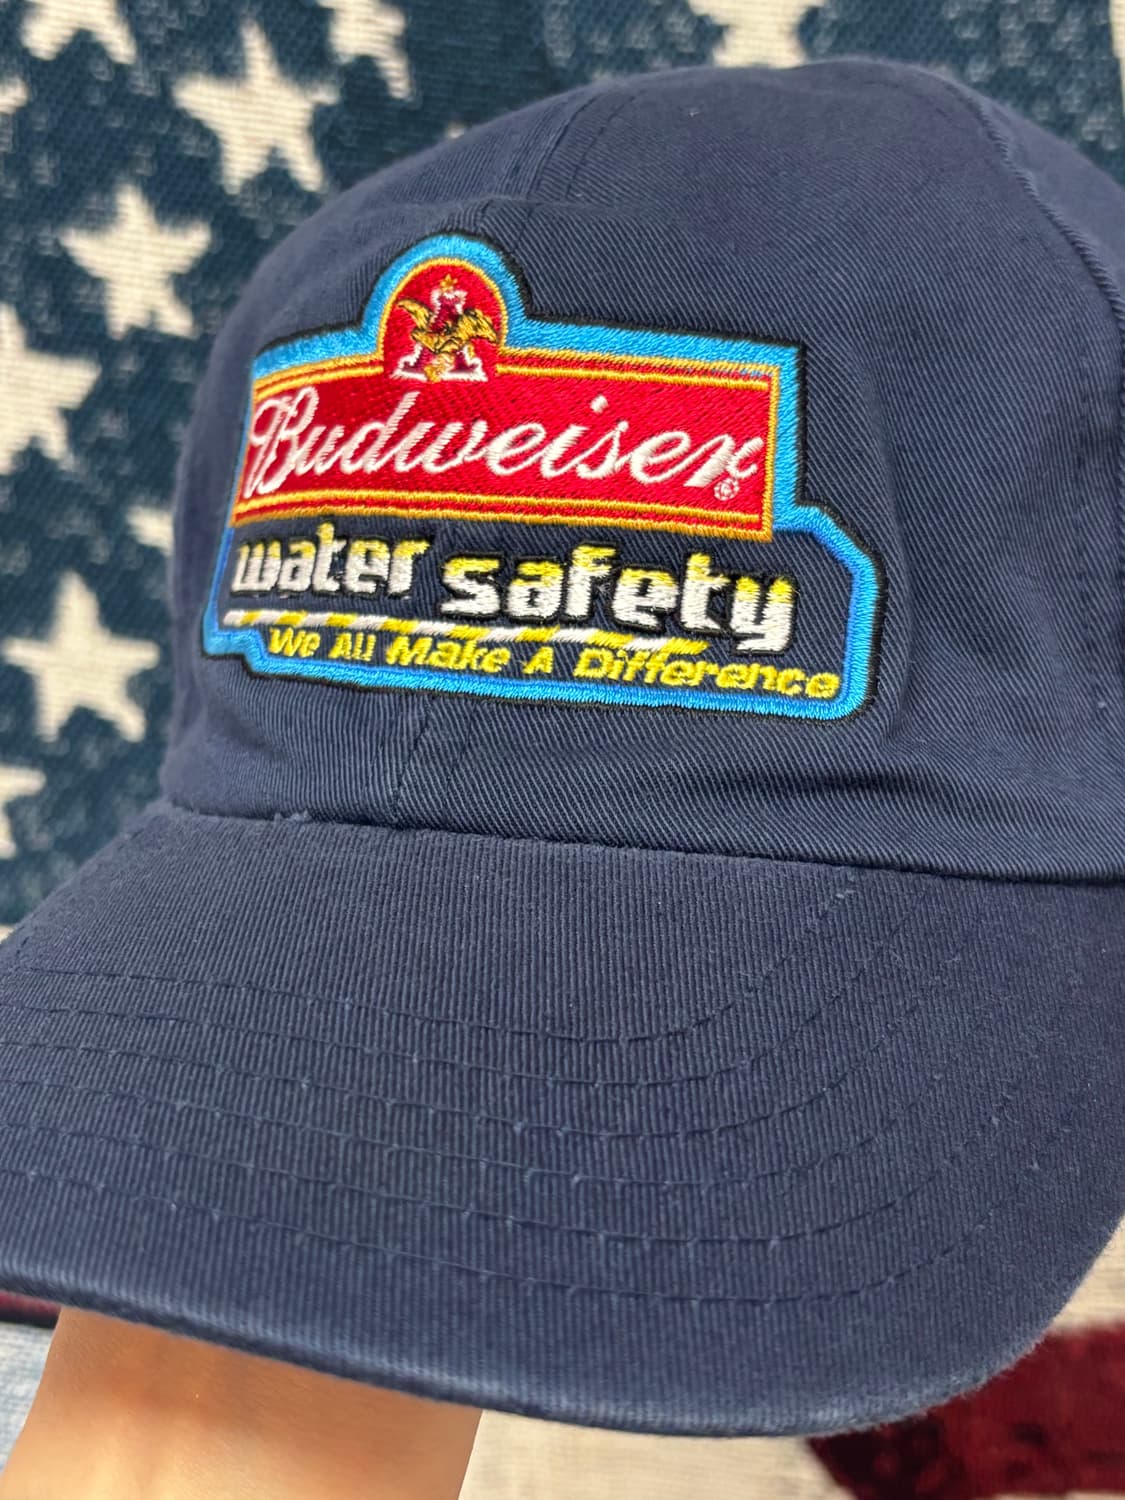 Budweiser®
water safety
We All Make A Difference